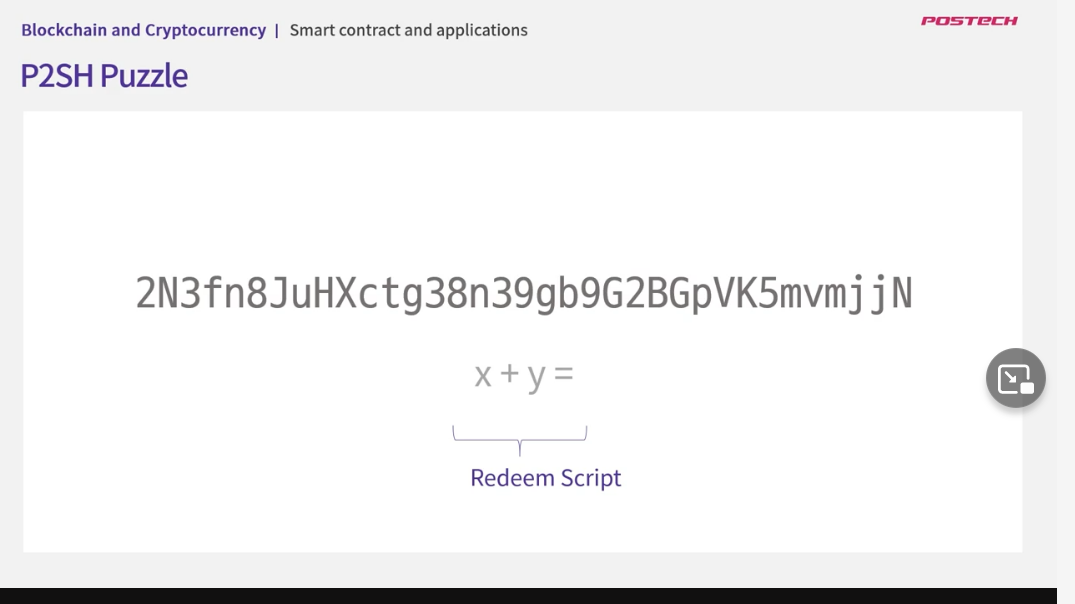 Blockchain and Cryptocurrency | Smart contract and applications
POSTECH
P2SH Puzzle
2N3fn8JuHXctg38n39gb9G2BGpVK5mvmjjN
x + y =
Redeem Script